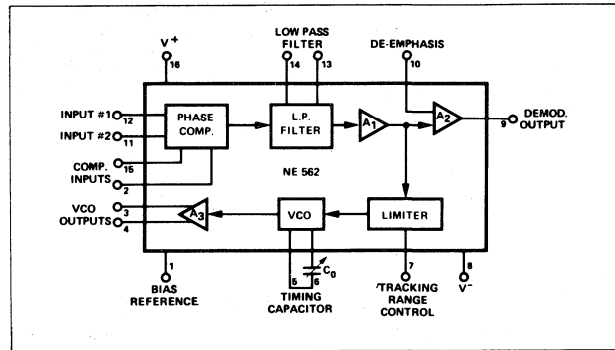 V+
16
LOW PASS
FILTER
14 13
DE-EMPHASIS
10
INPUT #1
12
INPUT #2
11
PHASE
COMP.
L.P.
FILTER
A1
A2
DEMOD.
OUTPUT
9
COMP.
INPUTS
15
2
NE 562
VCO
OUTPUTS
3
4
A3
VCO
LIMITER
1
BIAS
REFERENCE
5 6
C0
TIMING
CAPACITOR
7
TRACKING
RANGE
CONTROL
8
V-